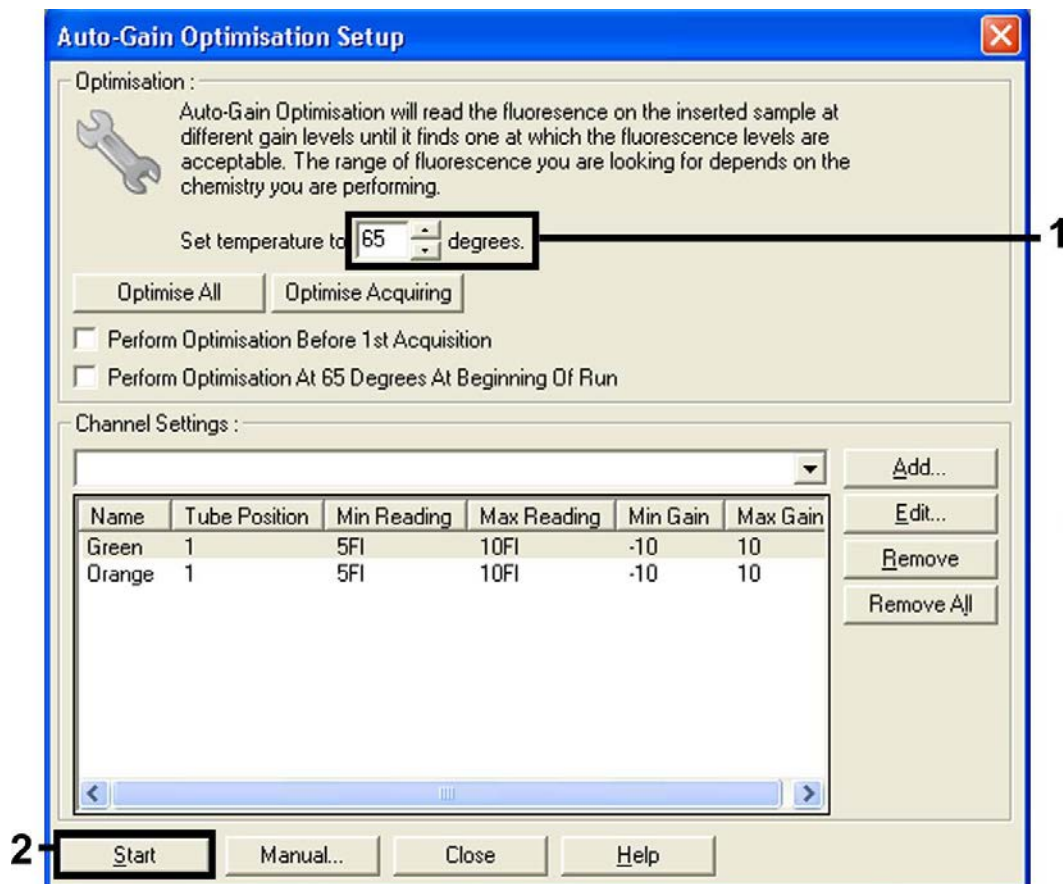 Auto-Gain Optimisation Setup
Optimisation :
Auto-Gain Optimisation will read the fluoresence on the inserted sample at
different gain levels until it finds one at which the fluorescence levels are
acceptable. The range of fluorescence you are looking for depends on the
chemistry you are performing.
Set temperature to 65 degrees.
1
Optimise All Optimise Acquiring
Perform Optimisation Before 1st Acquisition
Perform Optimisation At 65 Degrees At Beginning Of Run
Channel Settings :
Add...
Name Tube Position Min Reading Max Reading Min Gain Max Gain
Edit...
Green 1 5Fl 10Fl -10 10
Orange 1 5Fl 10Fl -10 10
Remove
Remove All
2
Start Manual... Close Help